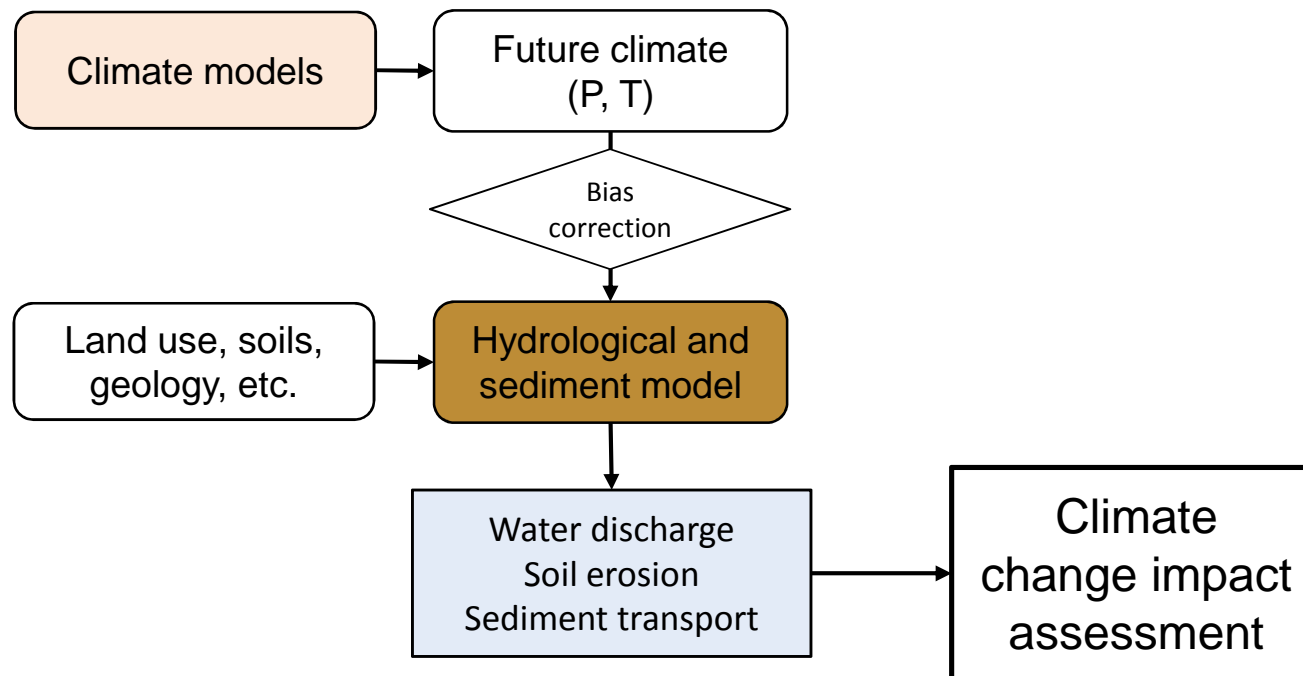 Climate models
Future climate
(P, T)
Bias
correction
Land use, soils,
geology, etc.
Hydrological and
sediment model
Water discharge
Soil erosion
Sediment transport
Climate
change impact
assessment